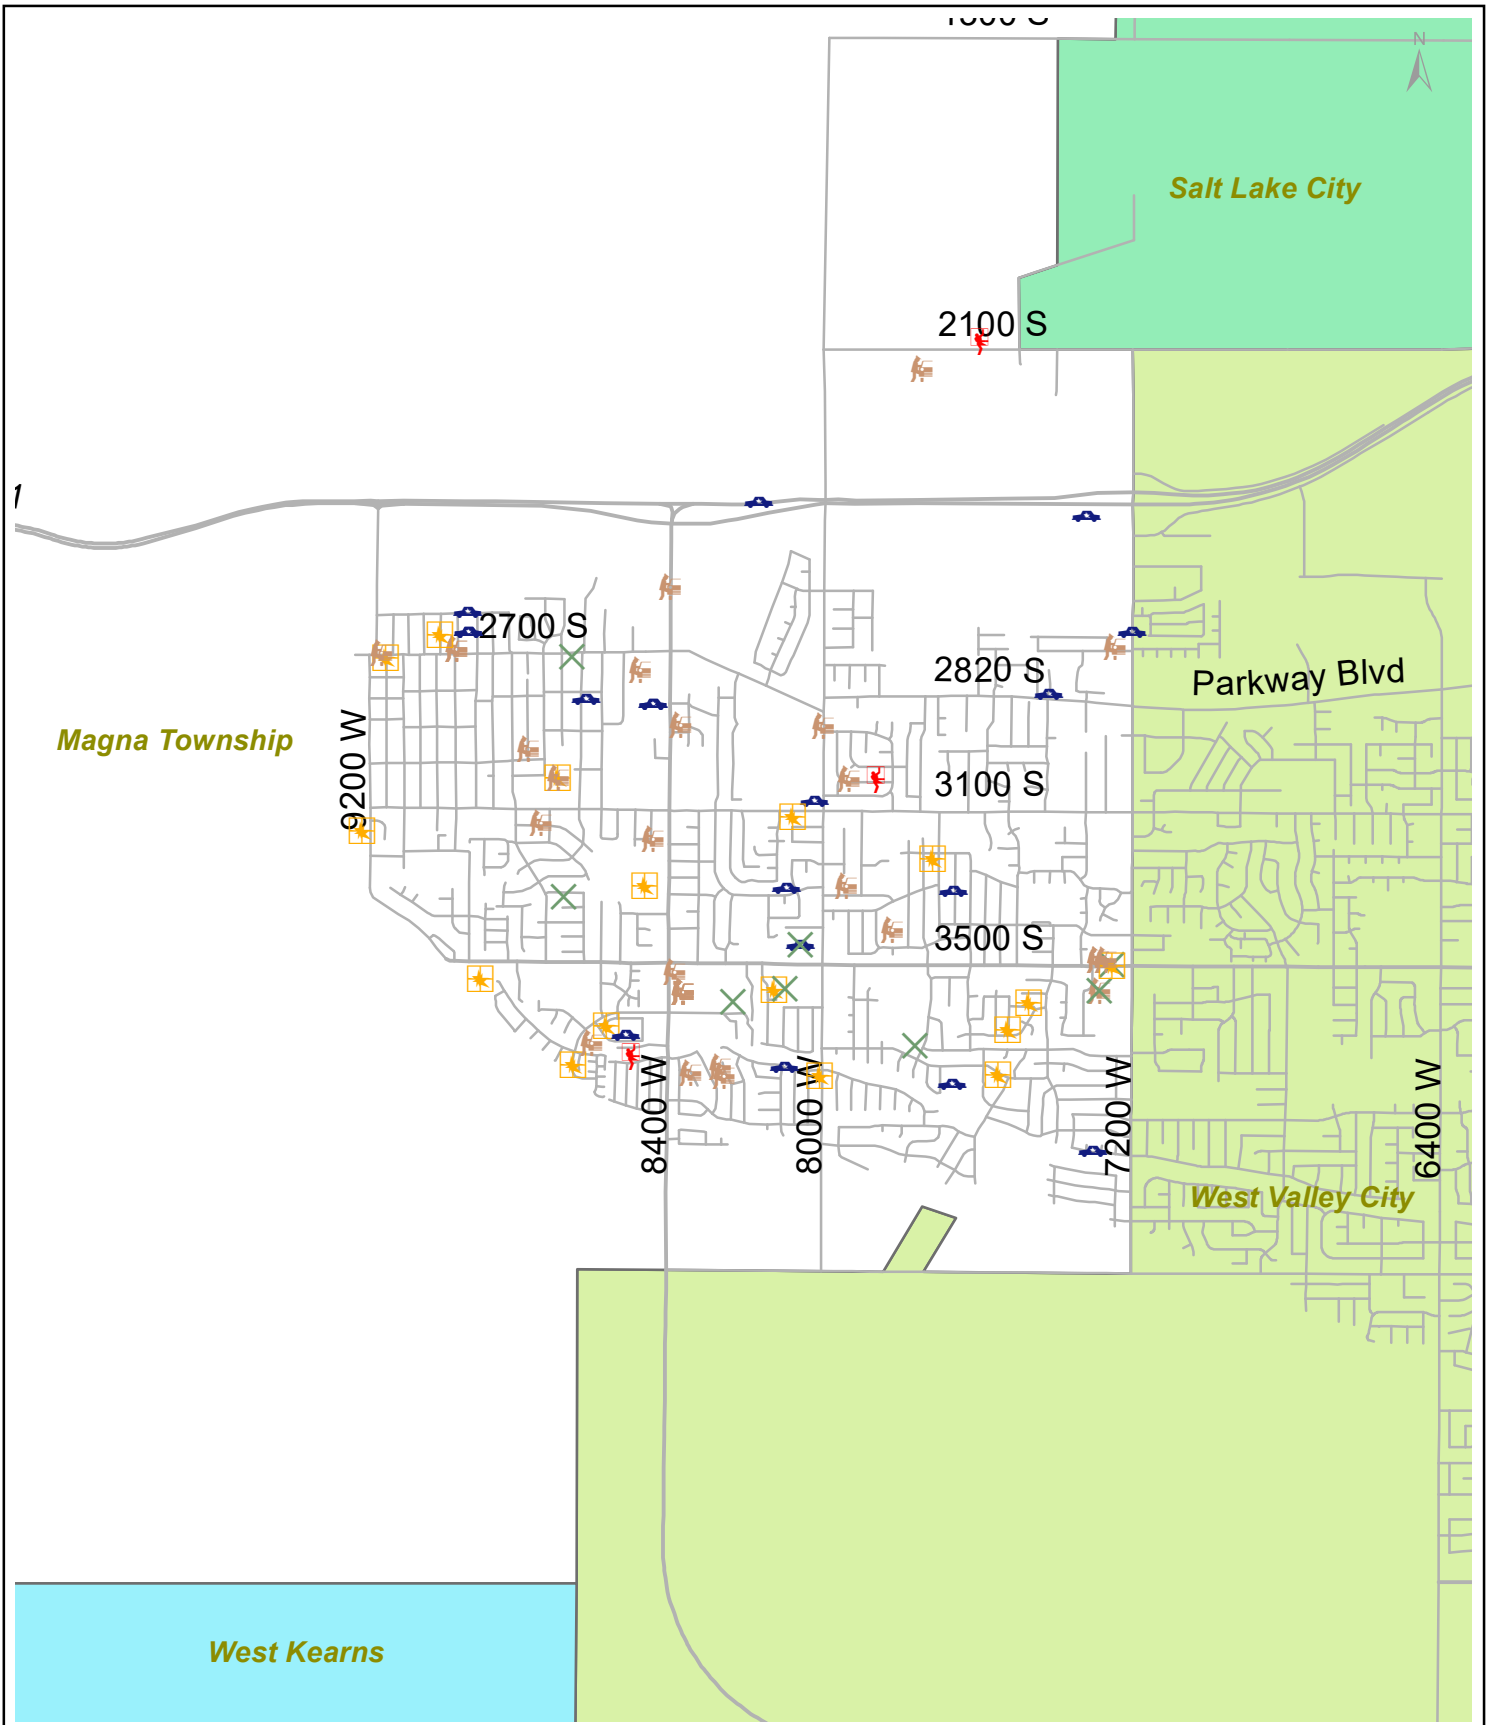 N
Salt Lake City
2100 S
2700 S
2820 S
Parkway Blvd
Magna Township
9200 W
3100 S
3500 S
8400 W
8000 W
7200 W
6400 W
West Valley City
West Kearns